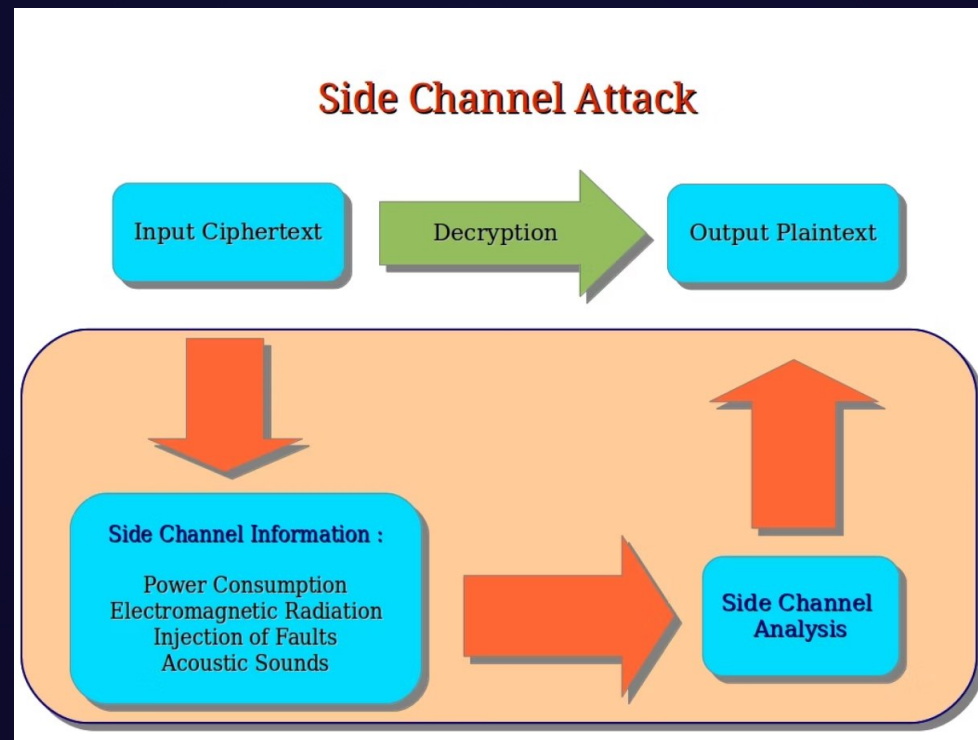 Side Channel Attack
Input Ciphertext
Decryption
Output Plaintext
Side Channel Information :
Power Consumption
Electromagnetic Radiation
Injection of Faults
Acoustic Sounds
Side Channel
Analysis